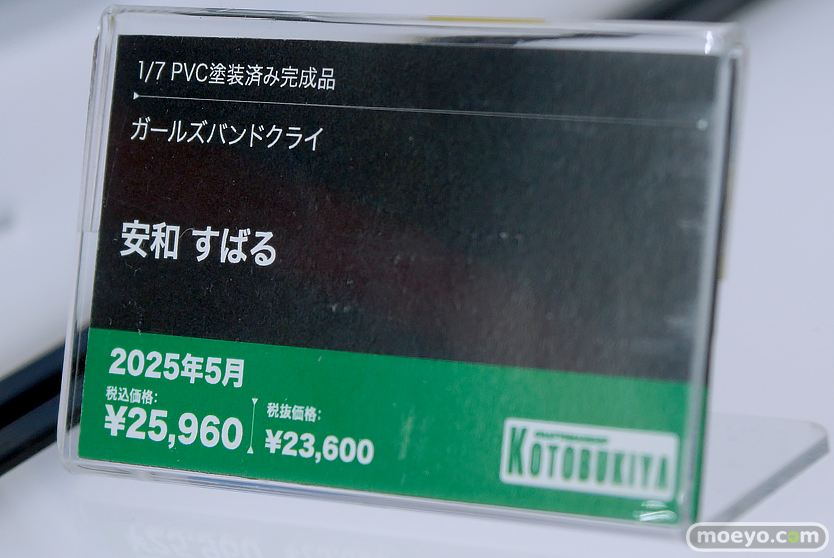 1/7 PVC塗装済み完成品
ガールズバンドクライ
安和 すばる
2025年5月
税込価格:
¥25,960
税抜価格:
¥23,600
KOTOBUKIYA
moeyo.com